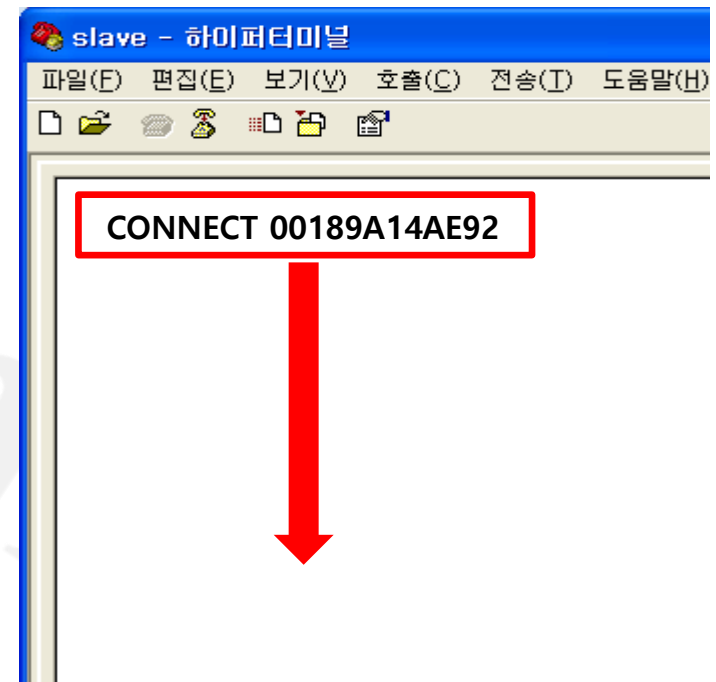 slave - 하이퍼터미널
파일(F) 편집(E) 보기(V) 호출(C) 전송(T) 도움말(H)
CONNECT 00189A14AE92